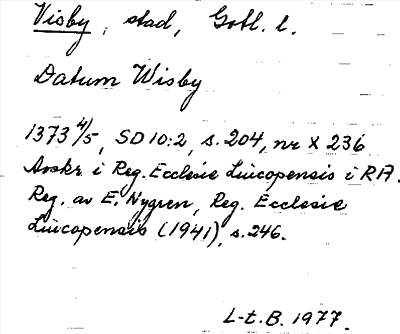 Visby, stad, Gotl. l.
Datum Wisby
1373 4/5, SD 10:2, s. 204, nr X 236
Avskr. i Reg. Ecclesie Lincopensis i RA.
Reg. av E. Nygren, Reg. Ecclesie
Lincopensis (1941), s. 246.
L-t. B. 1977.